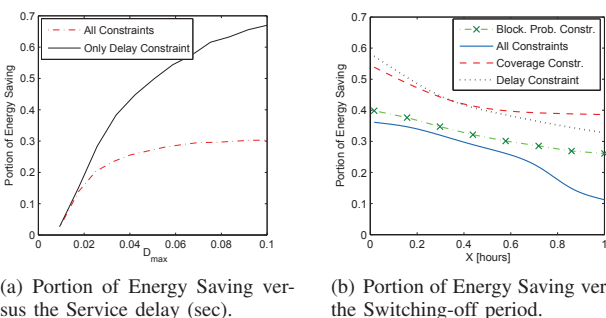 0.7
0.6
0.5
0.4
0.3
0.2
0.1
0
Portion of Energy Saving
All Constraints
Only Delay Constraint
0 0.02 0.04 0.06 0.08 0.1
D_max
(a) Portion of Energy Saving ver-
sus the Service delay (sec).
0.7
0.6
0.5
0.4
0.3
0.2
0.1
0
Portion of Energy Saving
Block. Prob. Constr.
All Constraints
Coverage Constr.
Delay Constraint
0 0.2 0.4 0.6 0.8 1
X [hours]
(b) Portion of Energy Saving ver
the Switching-off period.